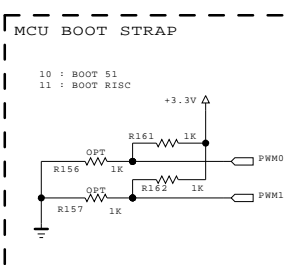 MCU BOOT STRAP
10 : BOOT 51
11 : BOOT RISC
+3.3V
R161 1K
OPT
PWM0
R156 1K
OPT
R162 1K
PWM1
R157 1K